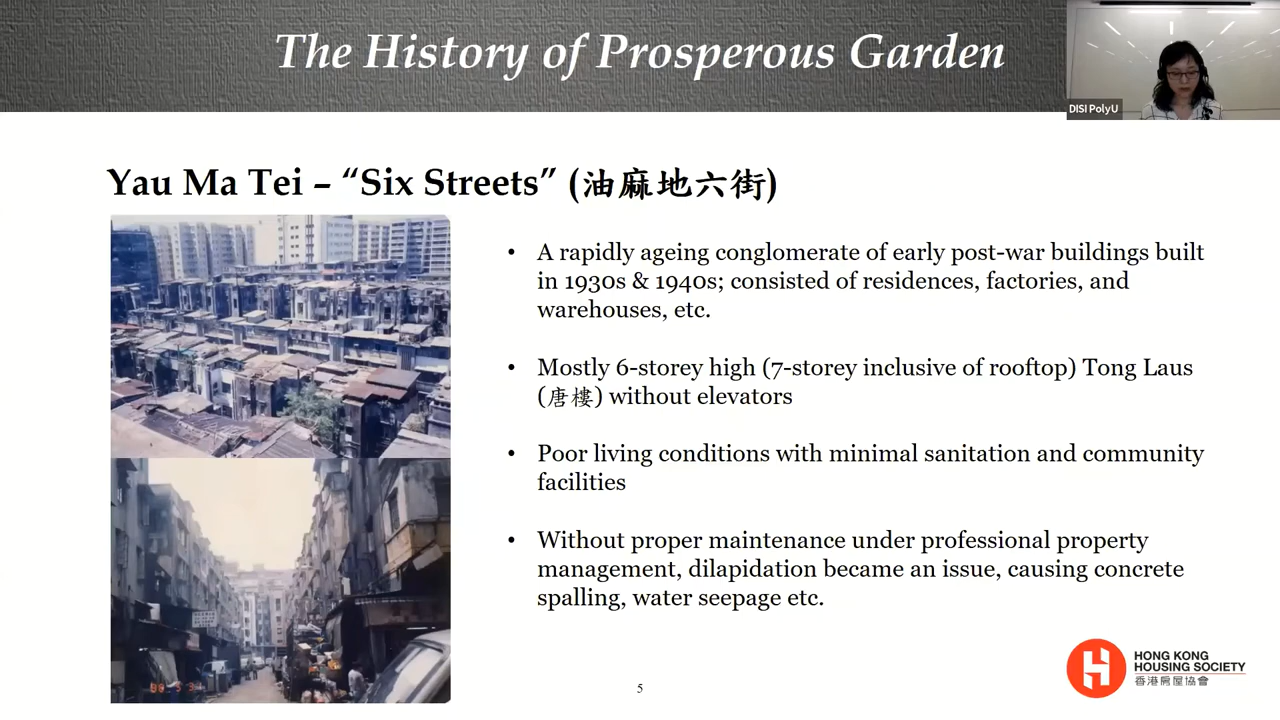 The History of Prosperous Garden
DISI PolyU
Yau Ma Tei – “Six Streets” (油麻地六街)
• A rapidly ageing conglomerate of early post-war buildings built
in 1930s & 1940s; consisted of residences, factories, and
warehouses, etc.
• Mostly 6-storey high (7-storey inclusive of rooftop) Tong Laus
(唐樓) without elevators
• Poor living conditions with minimal sanitation and community
facilities
• Without proper maintenance under professional property
management, dilapidation became an issue, causing concrete
spalling, water seepage etc.
5
HONG KONG
HOUSING SOCIETY
香港房屋協會